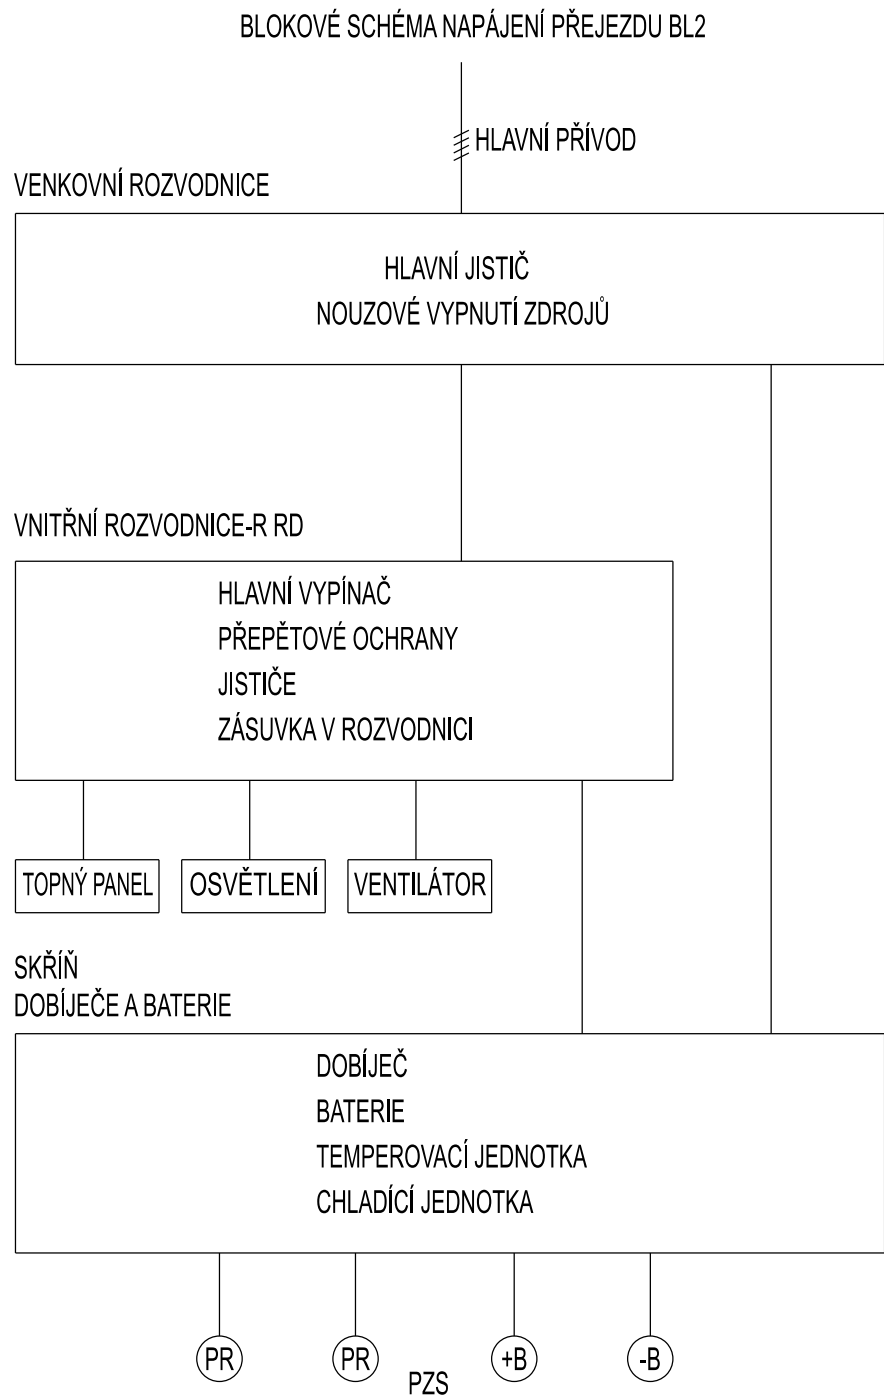 BLOKOVÉ SCHÉMA NAPÁJENÍ PŘEJEZDU BL2
HLAVNÍ PŘÍVOD
VENKOVNÍ ROZVODNICE
HLAVNÍ JISTIČ
NOUZOVÉ VYPNUTÍ ZDROJŮ
VNITŘNÍ ROZVODNICE-R RD
HLAVNÍ VYPÍNAČ
PŘEPĚTOVÉ OCHRANY
JISTIČE
ZÁSUVKA V ROZVODNICI
TOPNÝ PANEL
OSVĚTLENÍ
VENTILÁTOR
SKŘÍŇ
DOBÍJEČE A BATERIE
DOBÍJEČ
BATERIE
TEMPEROVACÍ JEDNOTKA
CHLADÍCÍ JEDNOTKA
PR
PR
+B
-B
PZS